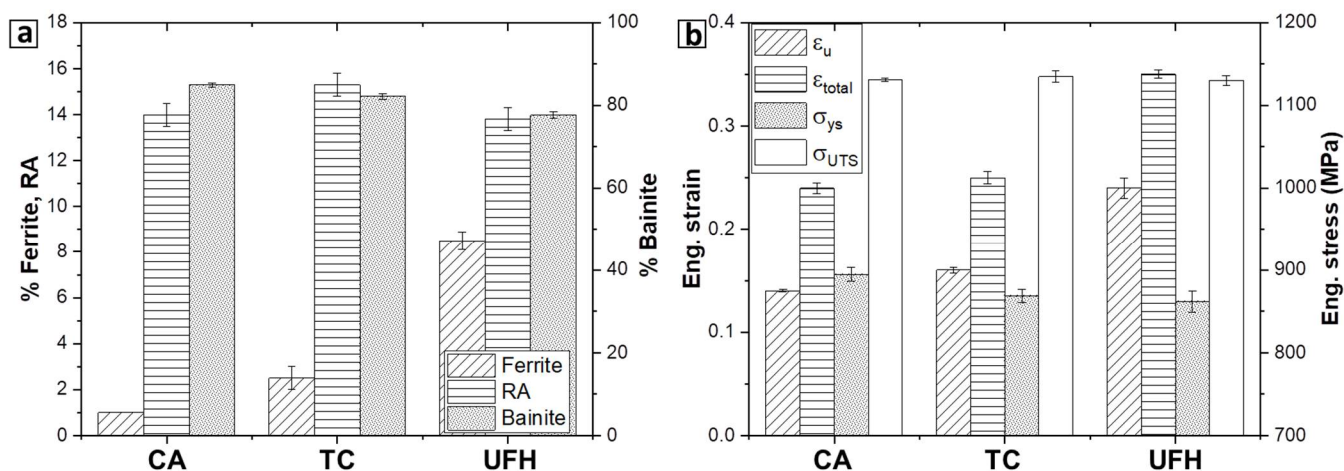 a
18
16
14
12
10
8
6
4
2
0
% Ferrite, RA
100
80
60
40
20
0
% Bainite
Ferrite
RA
Bainite
CA TC UFH
b
0.4
0.3
0.2
0.1
0.0
Eng. strain
εu
εtotal
σys
σUTS
1200
1100
1000
900
800
700
Eng. stress (MPa)
CA TC UFH